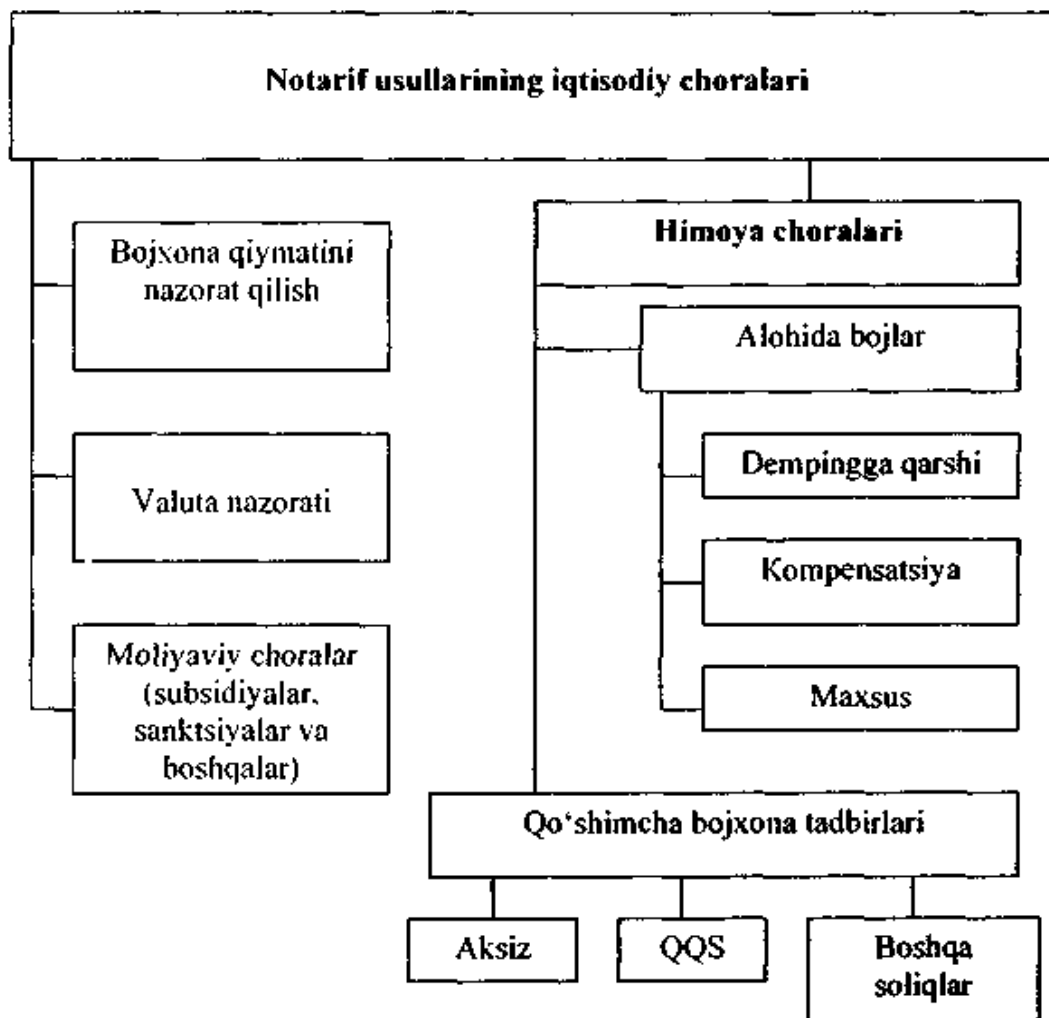 Notarif usullarining iqtisodiy choralari
Bojxona qiymatini
nazorat qilish
Valuta nazorati
Moliyaviy choralar
(subsidiyalar,
sanktsiyalar va
boshqalar)
Himoya choralari
Alohida bojlar
Dempingga qarshi
Kompensatsiya
Maxsus
Qo‘shimcha bojxona tadbirlari
Aksiz
QQS
Boshqa
soliqlar